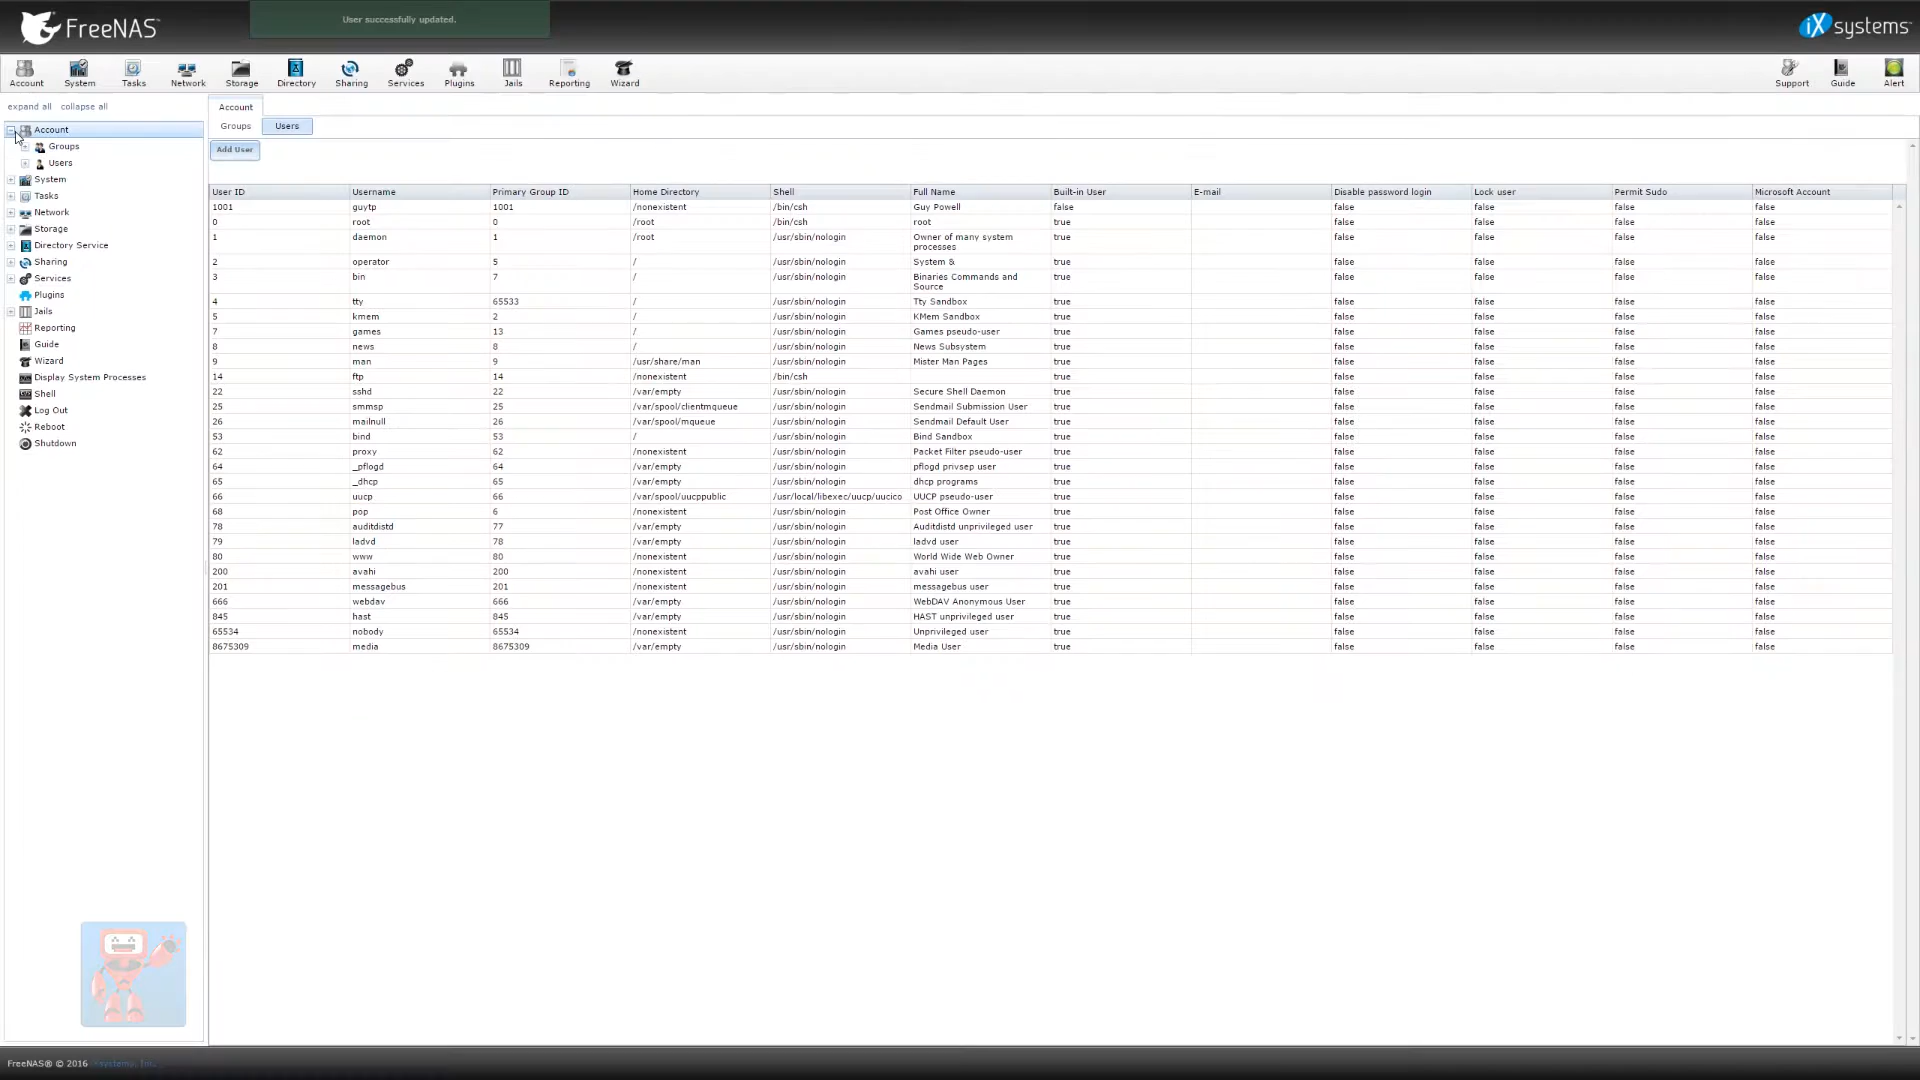 User successfully updated.
FreeNAS
iXsystems
Account System Tasks Network Storage Directory Sharing Services Plugins Jails Reporting Wizard Support Guide Alert
expand all collapse all
Account
Groups
Users
System
Tasks
Network
Storage
Directory Service
Sharing
Services
Plugins
Jails
Reporting
Guide
Wizard
Display System Processes
Shell
Log Out
Reboot
Shutdown
Account
Groups Users
Add User
User ID Username Primary Group ID Home Directory Shell Full Name Built-in User E-mail Disable password login Lock user Permit Sudo Microsoft Account
1001 guytp 1001 /nonexistent /bin/csh Guy Powell false false false false false
0 root 0 /root /bin/csh root true false false false false
1 daemon 1 /root /usr/sbin/nologin Owner of many system true false false false false
processes
2 operator 5 / /usr/sbin/nologin System & true false false false false
3 bin 7 / /usr/sbin/nologin Binaries Commands and true false false false false
Source
4 tty 65533 / /usr/sbin/nologin Tty Sandbox true false false false false
5 kmem 2 / /usr/sbin/nologin KMem Sandbox true false false false false
7 games 13 / /usr/sbin/nologin Games pseudo-user true false false false false
8 news 8 / /usr/sbin/nologin News Subsystem true false false false false
9 man 9 /usr/share/man /usr/sbin/nologin Mister Man Pages true false false false false
14 ftp 14 /nonexistent /bin/csh true false false false false
22 sshd 22 /var/empty /usr/sbin/nologin Secure Shell Daemon true false false false false
25 smmsp 25 /var/spool/clientmqueue /usr/sbin/nologin Sendmail Submission User true false false false false
26 mailnull 26 /var/spool/mqueue /usr/sbin/nologin Sendmail Default User true false false false false
53 bind 53 / /usr/sbin/nologin Bind Sandbox true false false false false
62 proxy 62 /nonexistent /usr/sbin/nologin Packet Filter pseudo-user true false false false false
64 _pflogd 64 /var/empty /usr/sbin/nologin pflogd privsep user true false false false false
65 _dhcp 65 /var/empty /usr/sbin/nologin dhcp programs true false false false false
66 uucp 66 /var/spool/uucppublic /usr/local/libexec/uucp/uucico UUCP pseudo-user true false false false false
68 pop 6 /nonexistent /usr/sbin/nologin Post Office Owner true false false false false
78 auditdistd 77 /var/empty /usr/sbin/nologin Auditdistd unprivileged user true false false false false
79 ladvd 78 /var/empty /usr/sbin/nologin ladvd user true false false false false
80 www 80 /nonexistent /usr/sbin/nologin World Wide Web Owner true false false false false
200 avahi 200 /nonexistent /usr/sbin/nologin avahi user true false false false false
201 messagebus 201 /nonexistent /usr/sbin/nologin messagebus user true false false false false
666 webdav 666 /var/empty /usr/sbin/nologin WebDAV Anonymous User true false false false false
845 hast 845 /var/empty /usr/sbin/nologin HAST unprivileged user true false false false false
65534 nobody 65534 /nonexistent /usr/sbin/nologin Unprivileged user true false false false false
8675309 media 8675309 /var/empty /usr/sbin/nologin Media User true false false false false
FreeNAS® © 2016 iXsystems, Inc.